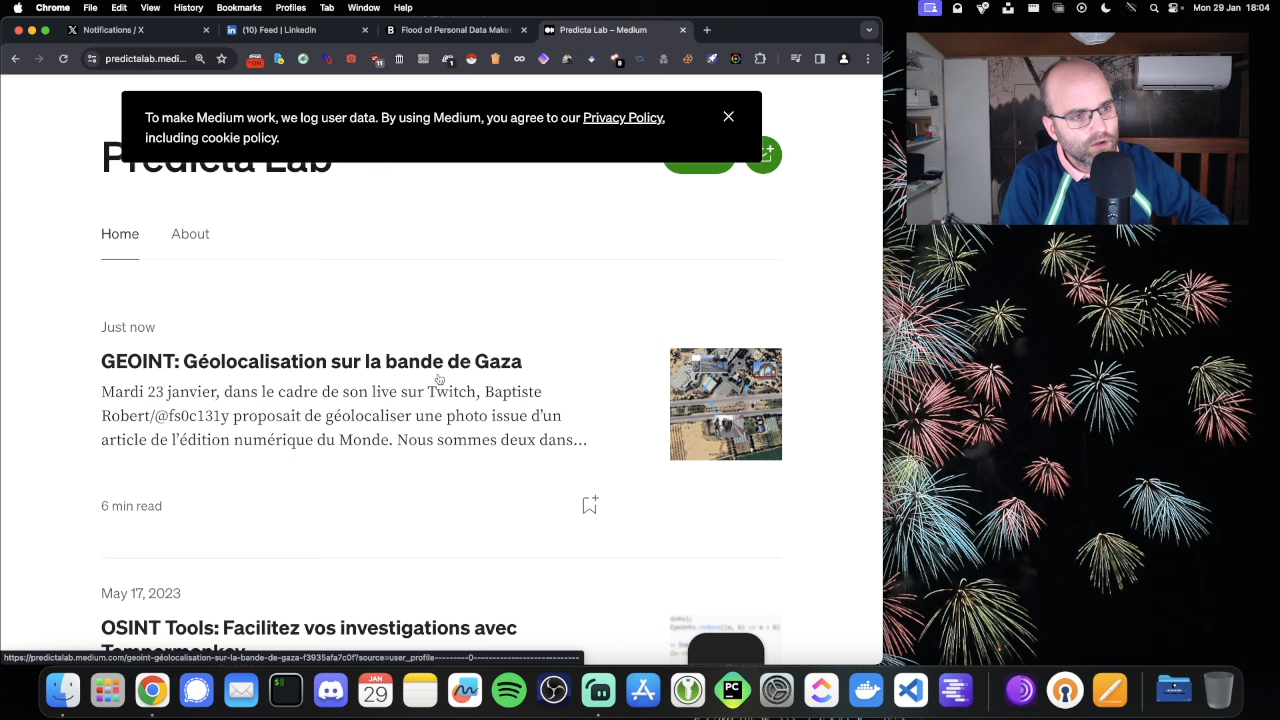 Chrome File Edit View History Bookmarks Profiles Tab Window Help
Mon 29 Jan 18:04
Notifications / X
(10) Feed | LinkedIn
Flood of Personal Data Make
Predicta Lab – Medium
predictalab.medi...
To make Medium work, we log user data. By using Medium, you agree to our Privacy Policy,
including cookie policy.
Predicta Lab
Home About
Just now
GEOINT: Géolocalisation sur la bande de Gaza
Mardi 23 janvier, dans le cadre de son live sur Twitch, Baptiste
Robert/@fs0c131y proposait de géolocaliser une photo issue d'un
article de l'édition numérique du Monde. Nous sommes deux dans…
6 min read
May 17, 2023
OSINT Tools: Facilitez vos investigations avec
Tampermonkey
https://predictalab.medium.com/geoint-géolocalisation-sur-la-bande-de-gaza-f3935afa7c0f?source=user_profile---------0----------------------------
JAN
29
PC